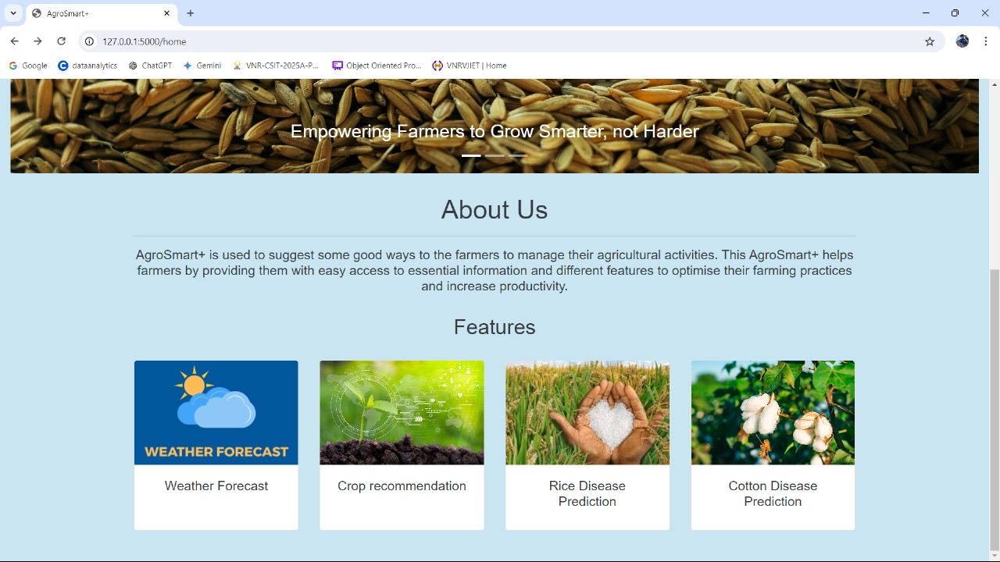 AgroSmart+
127.0.0.1:5000/home
Google dataanalytics ChatGPT Gemini VNR-CSIT-2025A-P... Object Oriented Pro... VNRVJIET | Home
Empowering Farmers to Grow Smarter, not Harder
About Us
AgroSmart+ is used to suggest some good ways to the farmers to manage their agricultural activities. This AgroSmart+ helps
farmers by providing them with easy access to essential information and different features to optimise their farming practices
and increase productivity.
Features
WEATHER FORECAST
Weather Forecast
Crop recommendation
Rice Disease
Prediction
Cotton Disease
Prediction